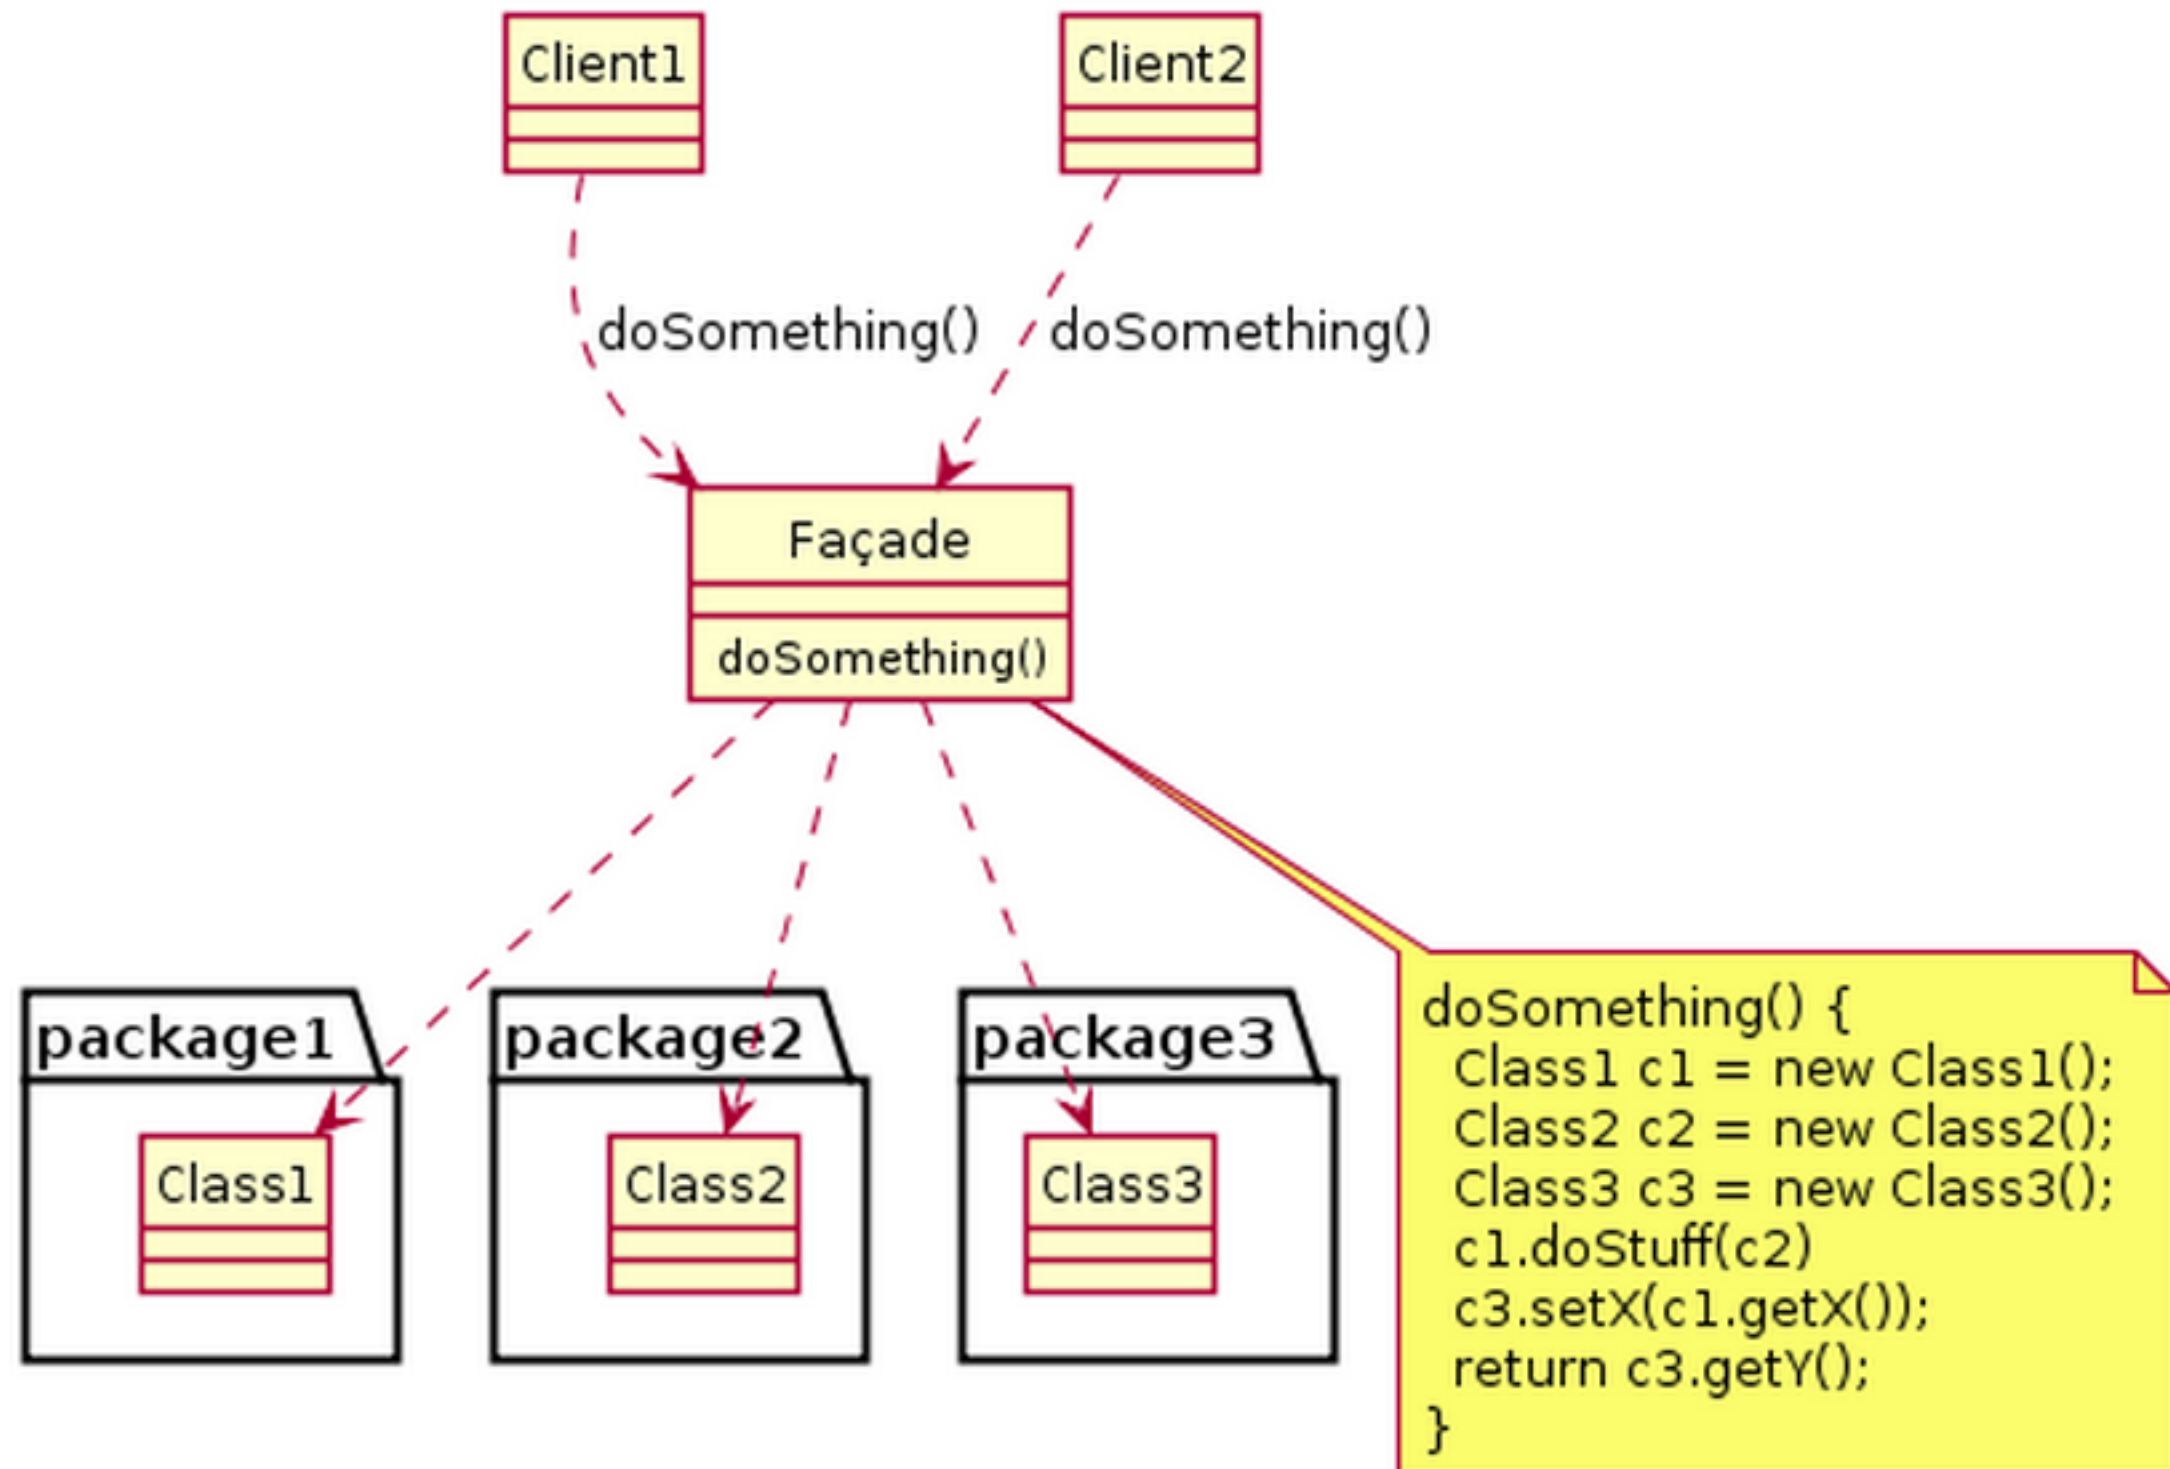 Client1
Client2
doSomething()
doSomething()
Façade
doSomething()
package1
package2
package3
Class1
Class2
Class3
doSomething() {
Class1 c1 = new Class1();
Class2 c2 = new Class2();
Class3 c3 = new Class3();
c1.doStuff(c2)
c3.setX(c1.getX());
return c3.getY();
}